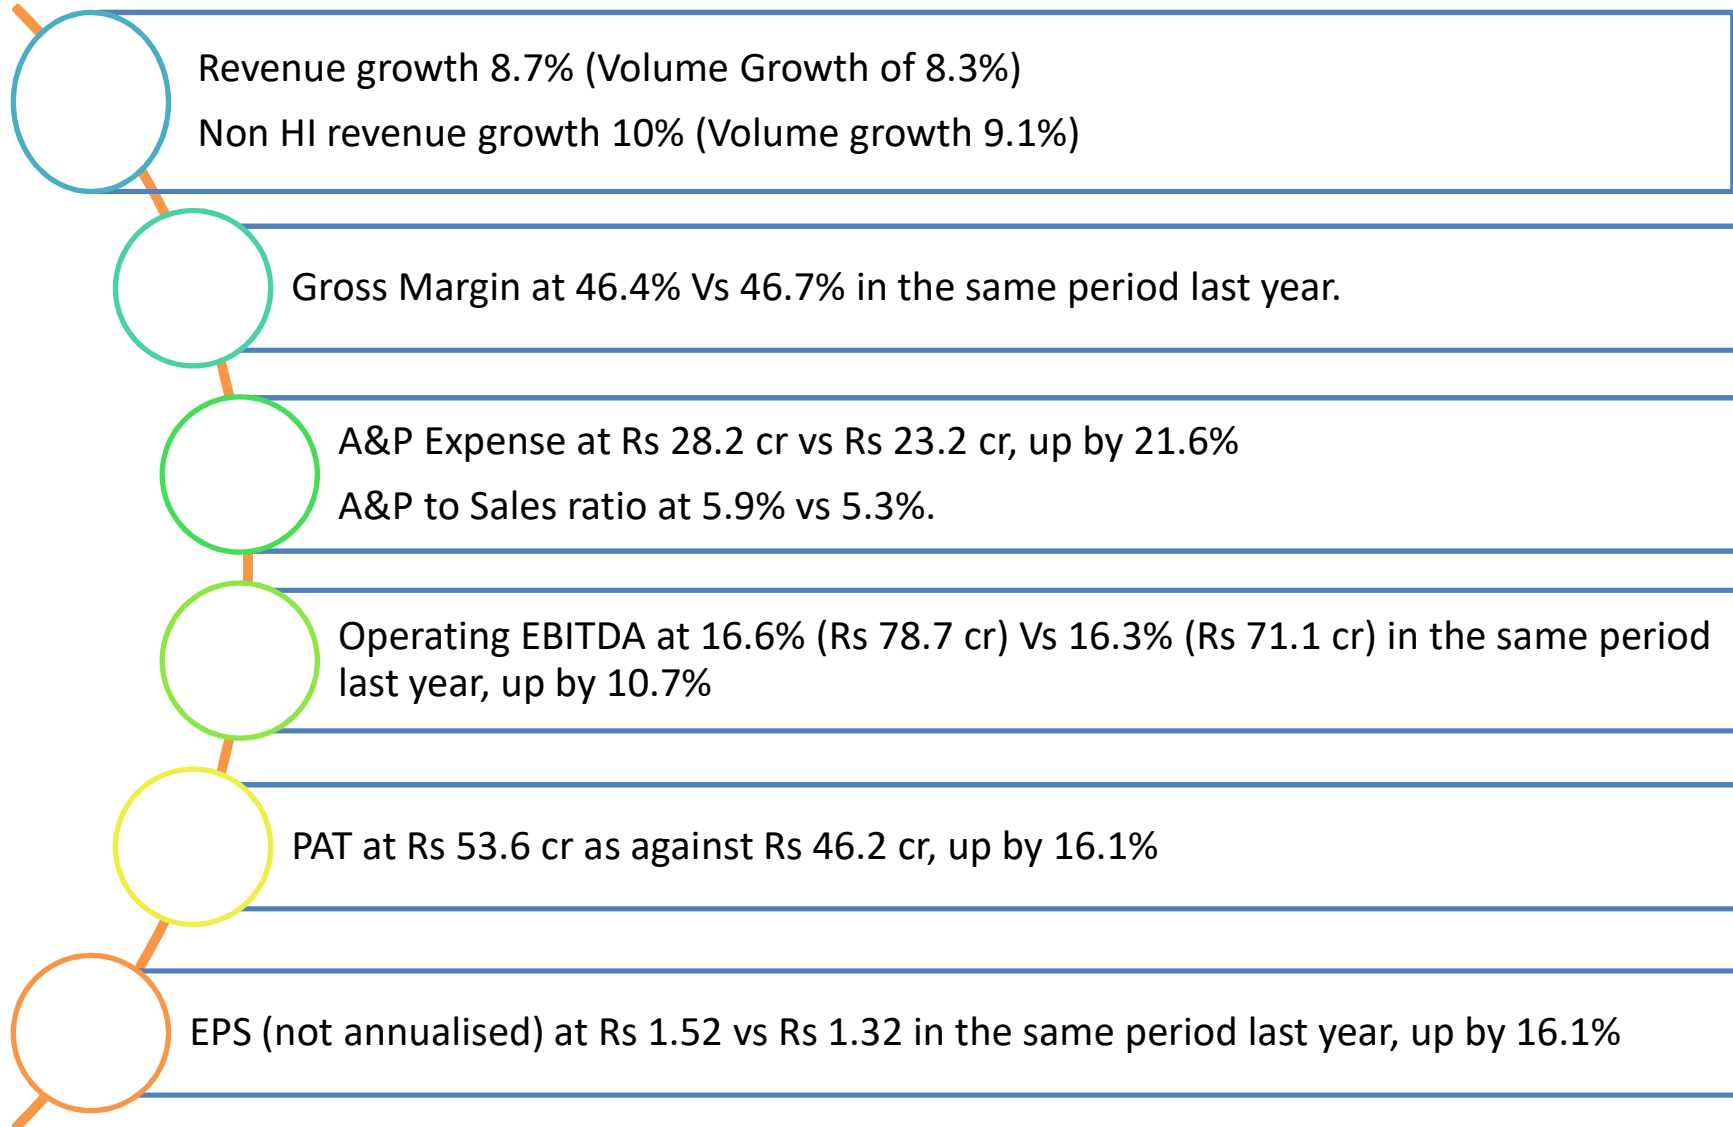 Revenue growth 8.7% (Volume Growth of 8.3%)
Non HI revenue growth 10% (Volume growth 9.1%)
Gross Margin at 46.4% Vs 46.7% in the same period last year.
A&P Expense at Rs 28.2 cr vs Rs 23.2 cr, up by 21.6%
A&P to Sales ratio at 5.9% vs 5.3%.
Operating EBITDA at 16.6% (Rs 78.7 cr) Vs 16.3% (Rs 71.1 cr) in the same period
last year, up by 10.7%
PAT at Rs 53.6 cr as against Rs 46.2 cr, up by 16.1%
EPS (not annualised) at Rs 1.52 vs Rs 1.32 in the same period last year, up by 16.1%